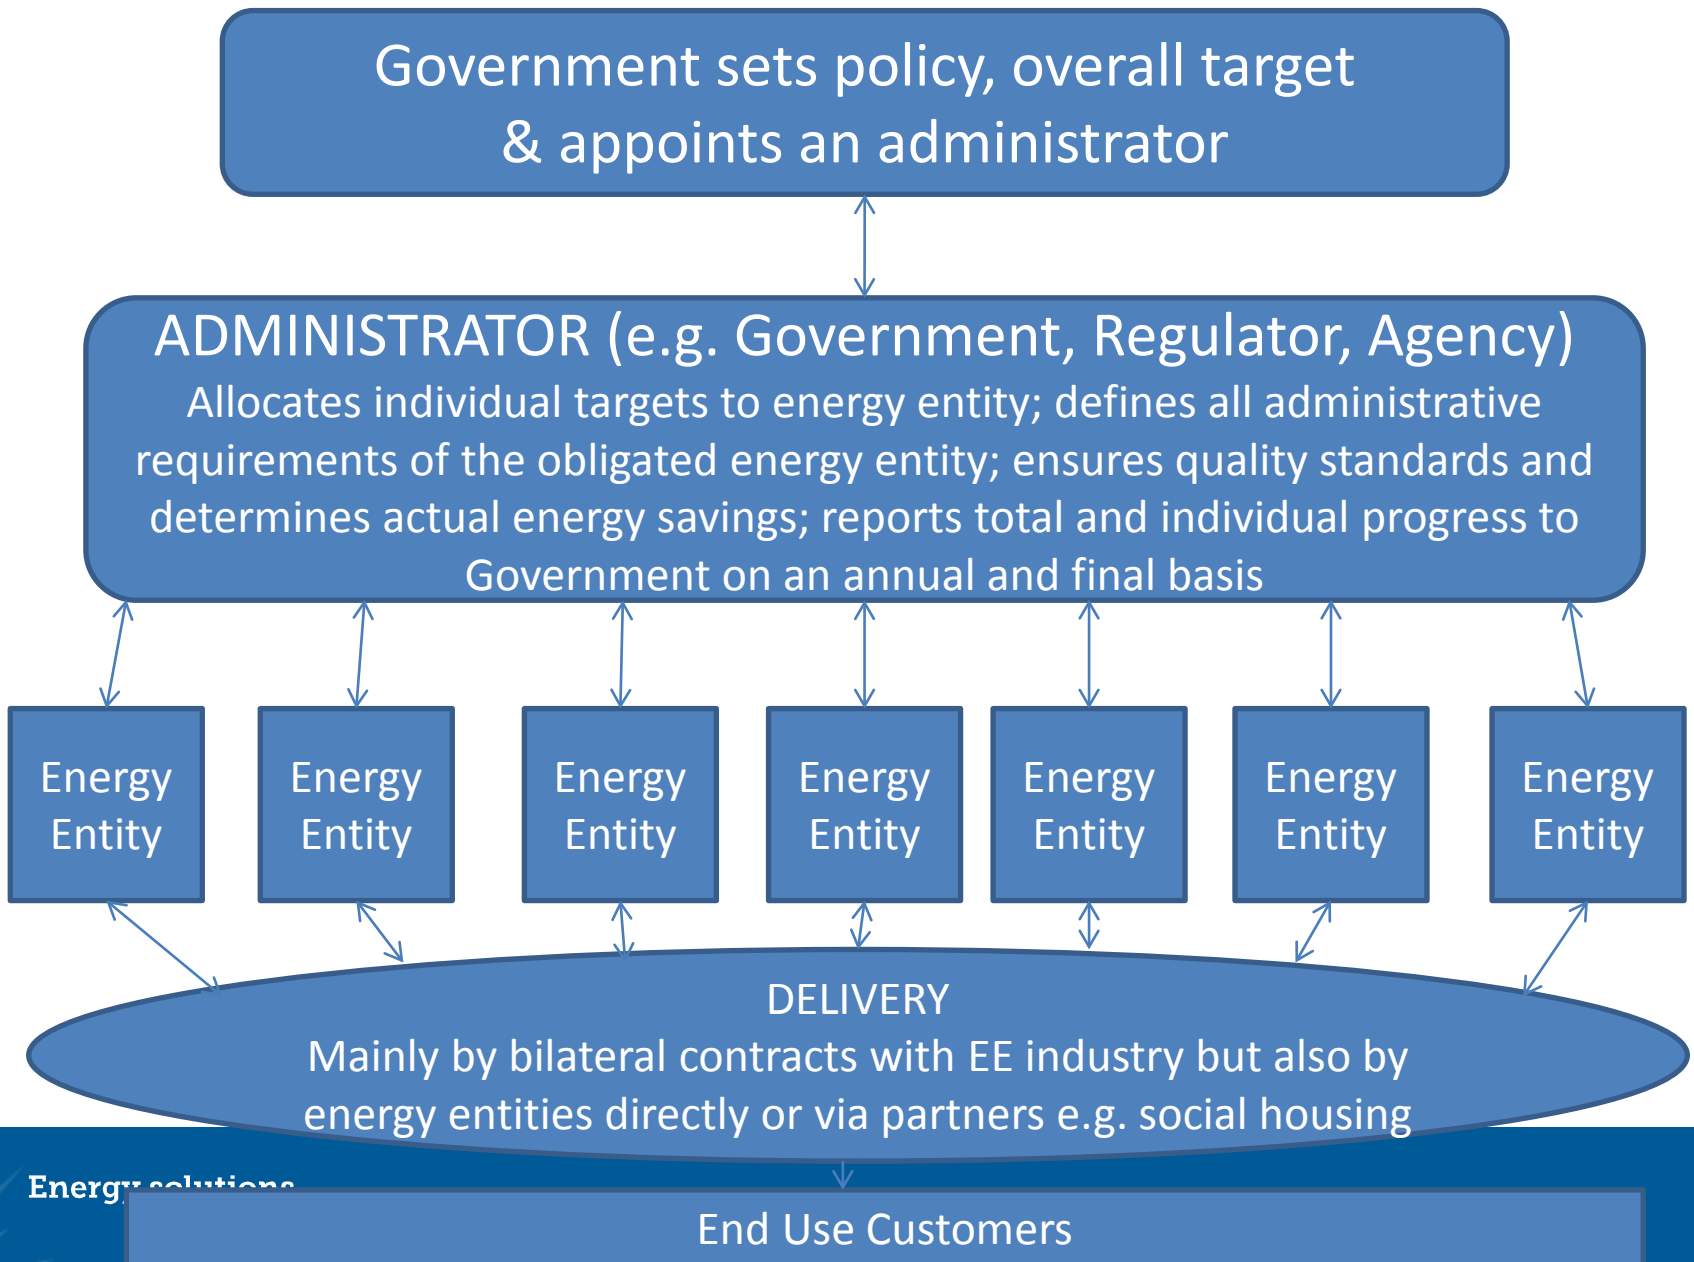 Government sets policy, overall target
& appoints an administrator
ADMINISTRATOR (e.g. Government, Regulator, Agency)
Allocates individual targets to energy entity; defines all administrative
requirements of the obligated energy entity; ensures quality standards and
determines actual energy savings; reports total and individual progress to
Government on an annual and final basis
Energy
Entity
Energy
Entity
Energy
Entity
Energy
Entity
Energy
Entity
Energy
Entity
Energy
Entity
DELIVERY
Mainly by bilateral contracts with EE industry but also by
energy entities directly or via partners e.g. social housing
Energy solutions
End Use Customers